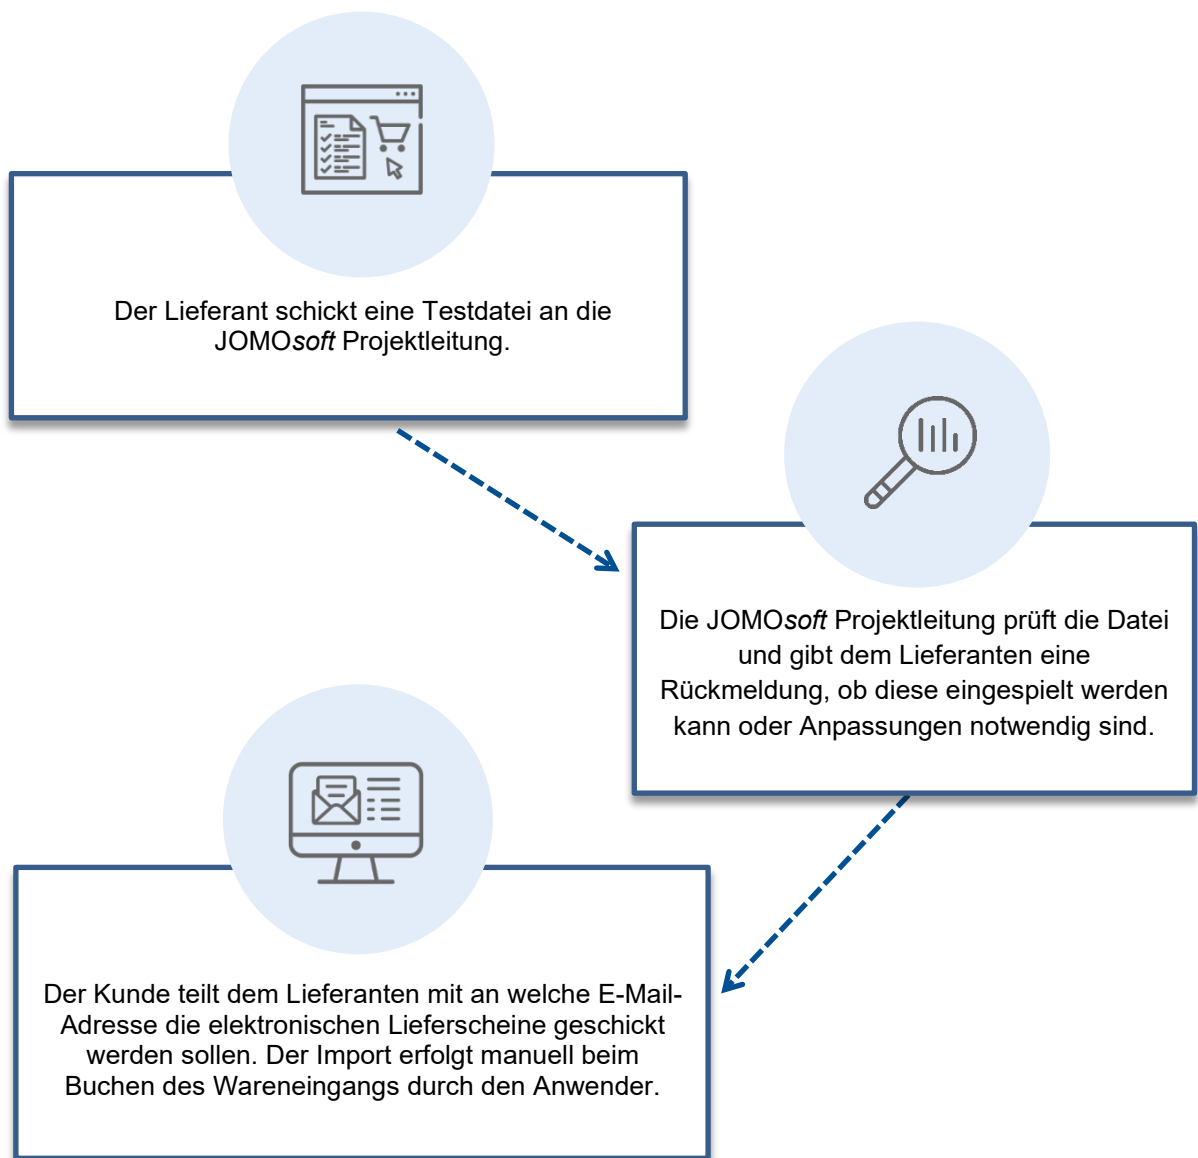 Der Lieferant schickt eine Testdatei an die
JOMOsoft Projektleitung.
Die JOMOsoft Projektleitung prüft die Datei
und gibt dem Lieferanten eine
Rückmeldung, ob diese eingespielt werden
kann oder Anpassungen notwendig sind.
Der Kunde teilt dem Lieferanten mit an welche E-Mail-
Adresse die elektronischen Lieferscheine geschickt
werden sollen. Der Import erfolgt manuell beim
Buchen des Wareneingangs durch den Anwender.